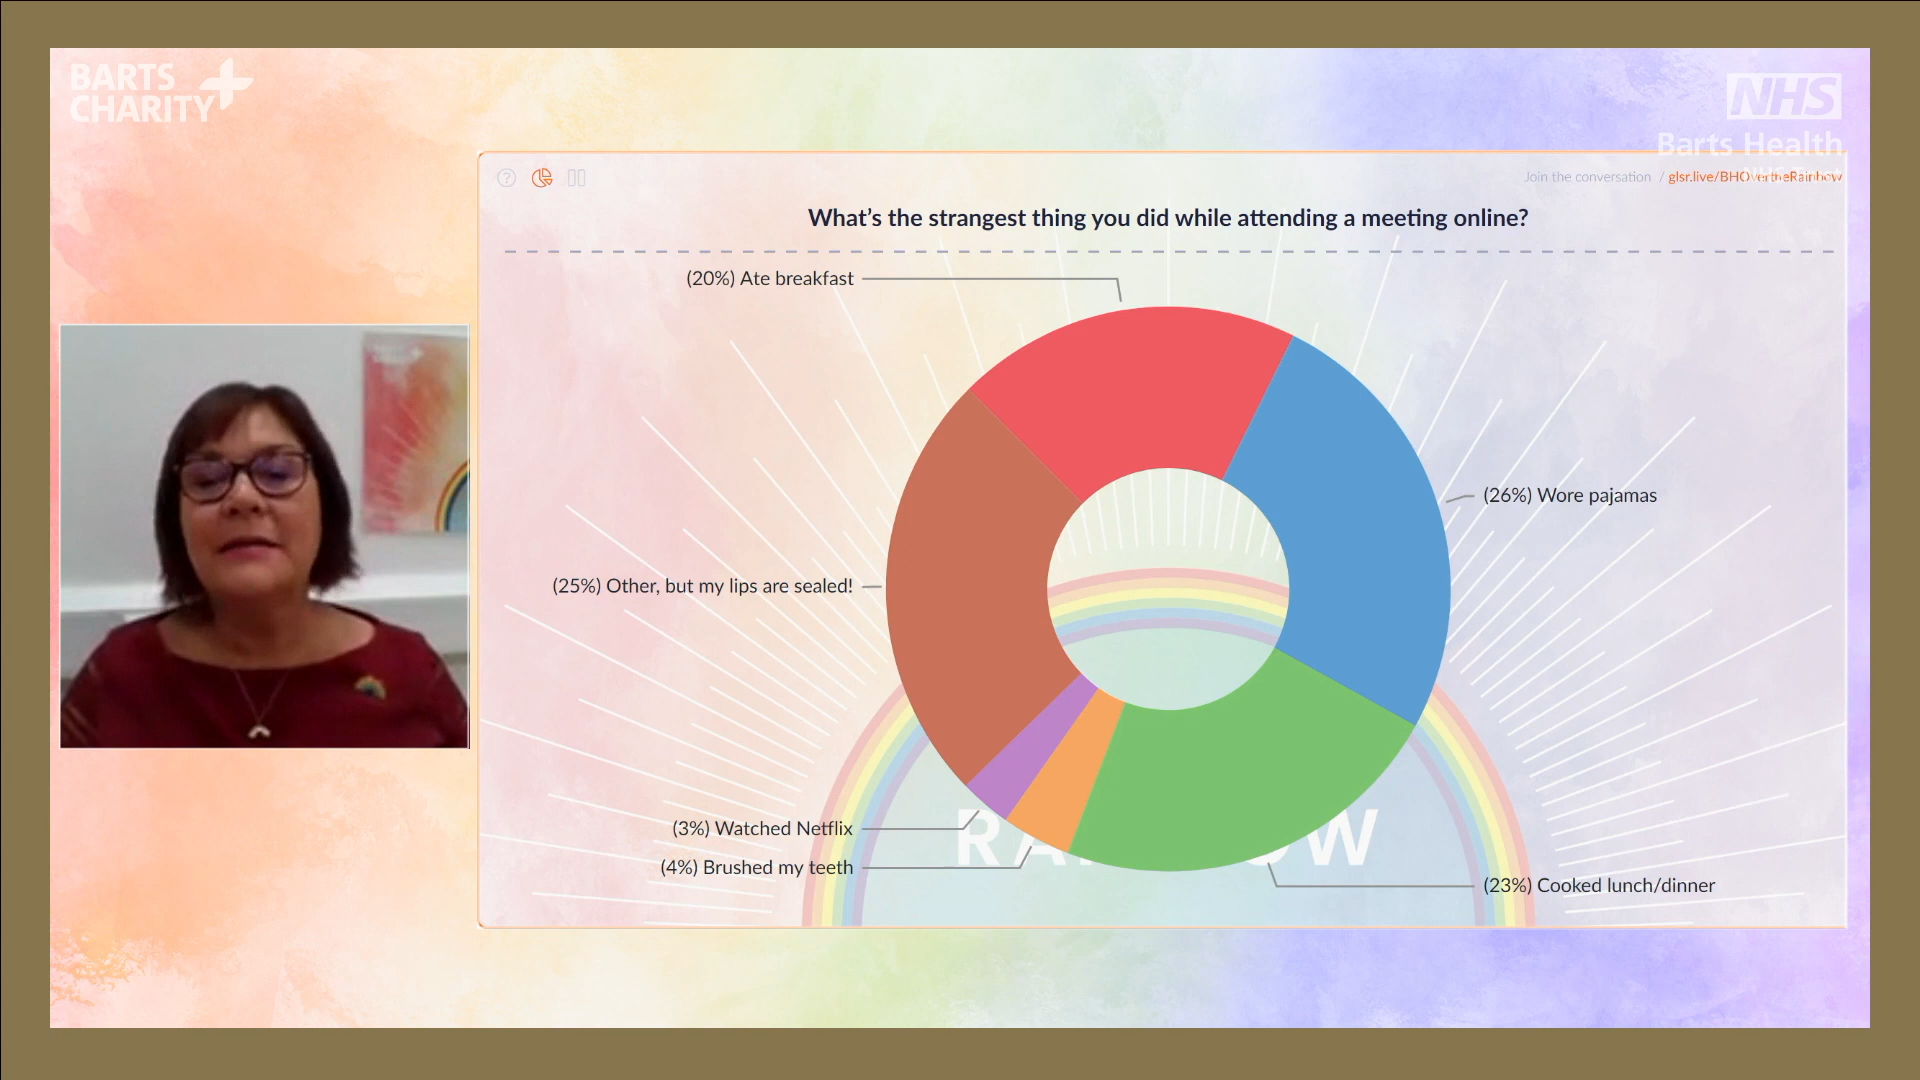 BARTS
CHARITY
NHS
Barts Health
Join the conversation / glsr.live/BHOvertheRainbow
What's the strangest thing you did while attending a meeting online?
(20%) Ate breakfast
(26%) Wore pajamas
(25%) Other, but my lips are sealed!
(3%) Watched Netflix
(4%) Brushed my teeth
(23%) Cooked lunch/dinner